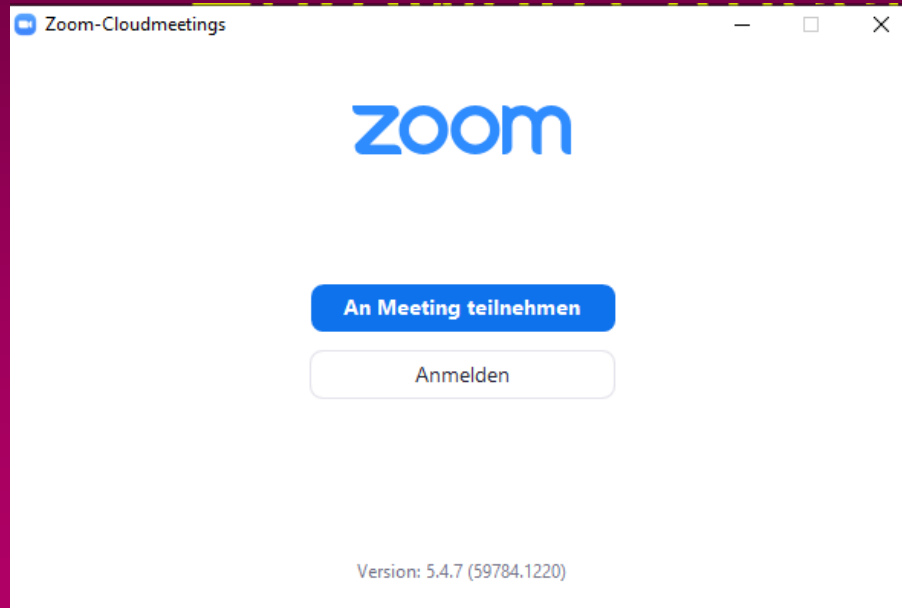 Zoom-Cloudmeetings
zoom
An Meeting teilnehmen
Anmelden
Version: 5.4.7 (59784.1220)